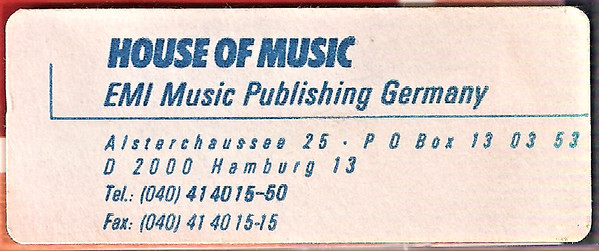 HOUSE OF MUSIC
EMI Music Publishing Germany
Alsterchaussee 25 · P O Box 13 03 53
D 2000 Hamburg 13
Tel.: (040) 41 40 15-50
Fax: (040) 41 40 15-15